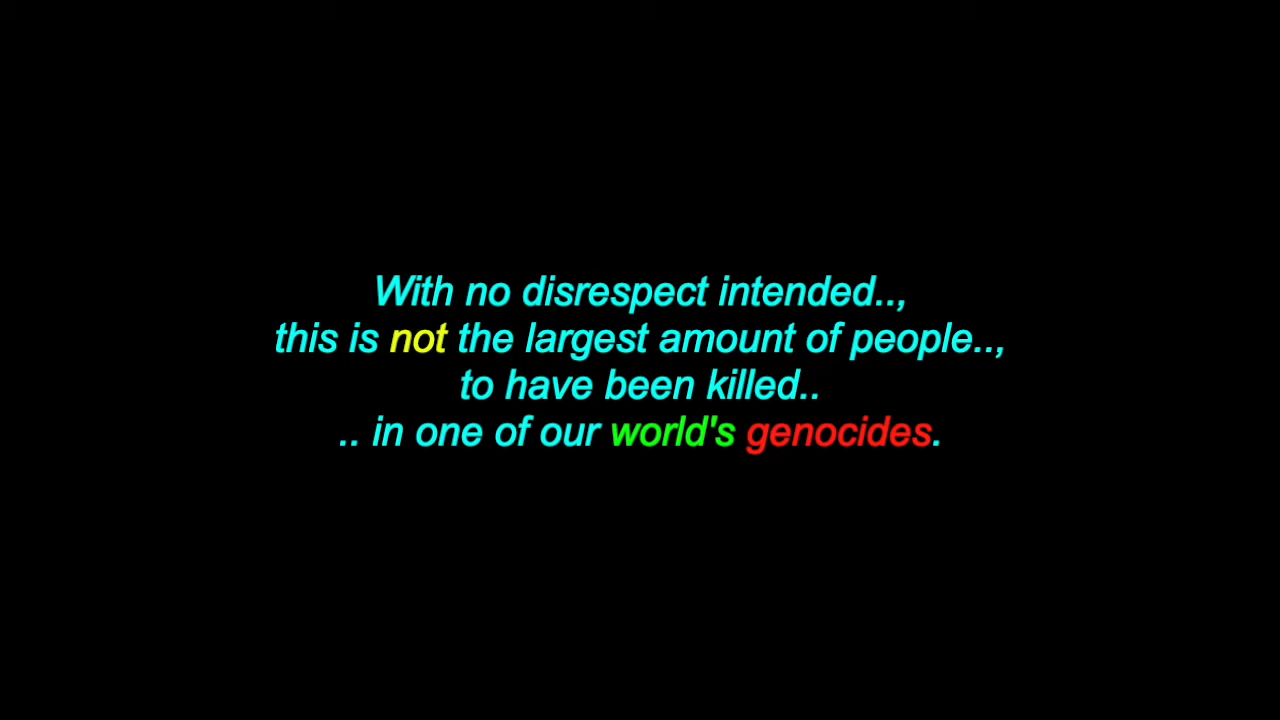 With no disrespect intended..,
this is not the largest amount of people..,
to have been killed..
.. in one of our world's genocides.